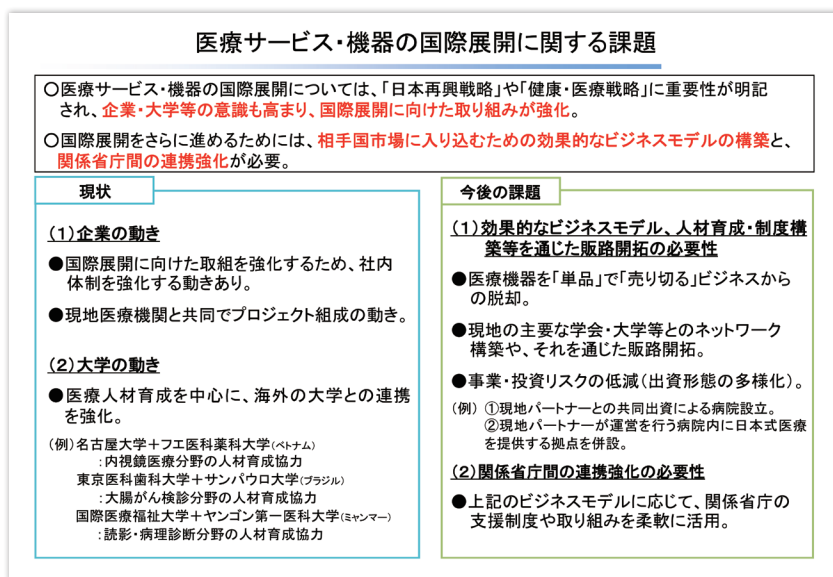 医療サービス・機器の国際展開に関する課題
○医療サービス・機器の国際展開については、「日本再興戦略」や「健康・医療戦略」に重要性が明記
され、企業・大学等の意識も高まり、国際展開に向けた取り組みが強化。
○国際展開をさらに進めるためには、相手国市場に入り込むための効果的なビジネスモデルの構築と、
関係省庁間の連携強化が必要。
現状
(1)企業の動き
●国際展開に向けた取組を強化するため、社内
体制を強化する動きあり。
●現地医療機関と共同でプロジェクト組成の動き。
(2)大学の動き
●医療人材育成を中心に、海外の大学との連携
を強化。
(例)名古屋大学+フエ医科薬科大学(ベトナム)
:内視鏡医療分野の人材育成協力
東京医科歯科大学+サンパウロ大学(ブラジル)
:大腸がん検診分野の人材育成協力
国際医療福祉大学+ヤンゴン第一医科大学(ミャンマー)
:読影・病理診断分野の人材育成協力
今後の課題
(1)効果的なビジネスモデル、人材育成・制度構
築等を通じた販路開拓の必要性
●医療機器を「単品」で「売り切る」ビジネスから
の脱却。
●現地の主要な学会・大学等とのネットワーク
構築や、それを通じた販路開拓。
●事業・投資リスクの低減(出資形態の多様化)。
(例) ①現地パートナーとの共同出資による病院設立。
②現地パートナーが運営を行う病院内に日本式医療
を提供する拠点を併設。
(2)関係省庁間の連携強化の必要性
●上記のビジネスモデルに応じて、関係省庁の
支援制度や取り組みを柔軟に活用。